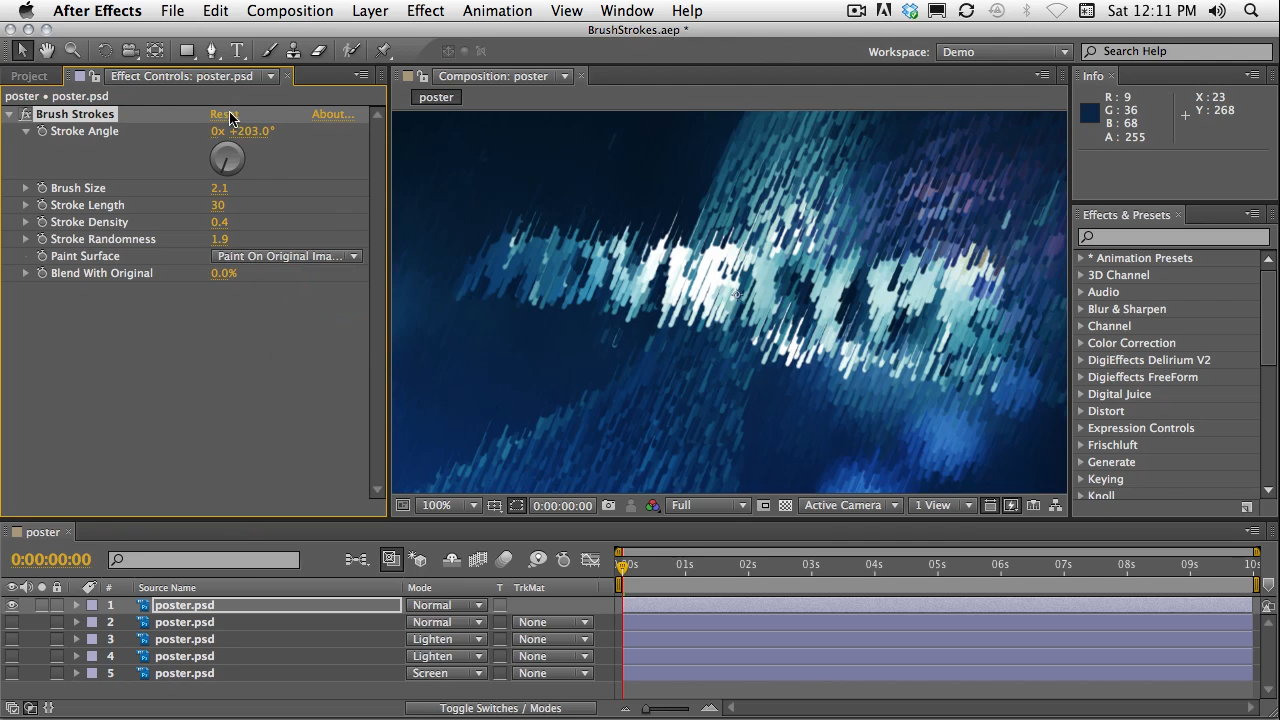 After Effects File Edit Composition Layer Effect Animation View Window Help Sat 12:11 PM
BrushStrokes.aep *
Workspace: Demo Search Help
Project Effect Controls: poster.psd Composition: poster Info
poster • poster.psd
poster
Brush Strokes About...
Stroke Angle 0x +203.0°
Brush Size 2.1
Stroke Length 30
Stroke Density 0.4
Stroke Randomness 1.9
Paint Surface Paint On Original Ima...
Blend With Original 0.0%
R: 9 X: 23
G: 36 Y: 268
B: 68
A: 255
Effects & Presets
* Animation Presets
3D Channel
Audio
Blur & Sharpen
Channel
Color Correction
DigiEffects Delirium V2
Digieffects FreeForm
Digital Juice
Distort
Expression Controls
Frischluft
Generate
Keying
Knoll
100% 0:00:00:00 Full Active Camera 1 View
poster
0:00:00:00
01s 02s 03s 04s 05s 06s 07s 08s 09s
# Source Name Mode T TrkMat
1 poster.psd Normal
2 poster.psd Normal None
3 poster.psd Lighten None
4 poster.psd Lighten None
5 poster.psd Screen None
Toggle Switches / Modes